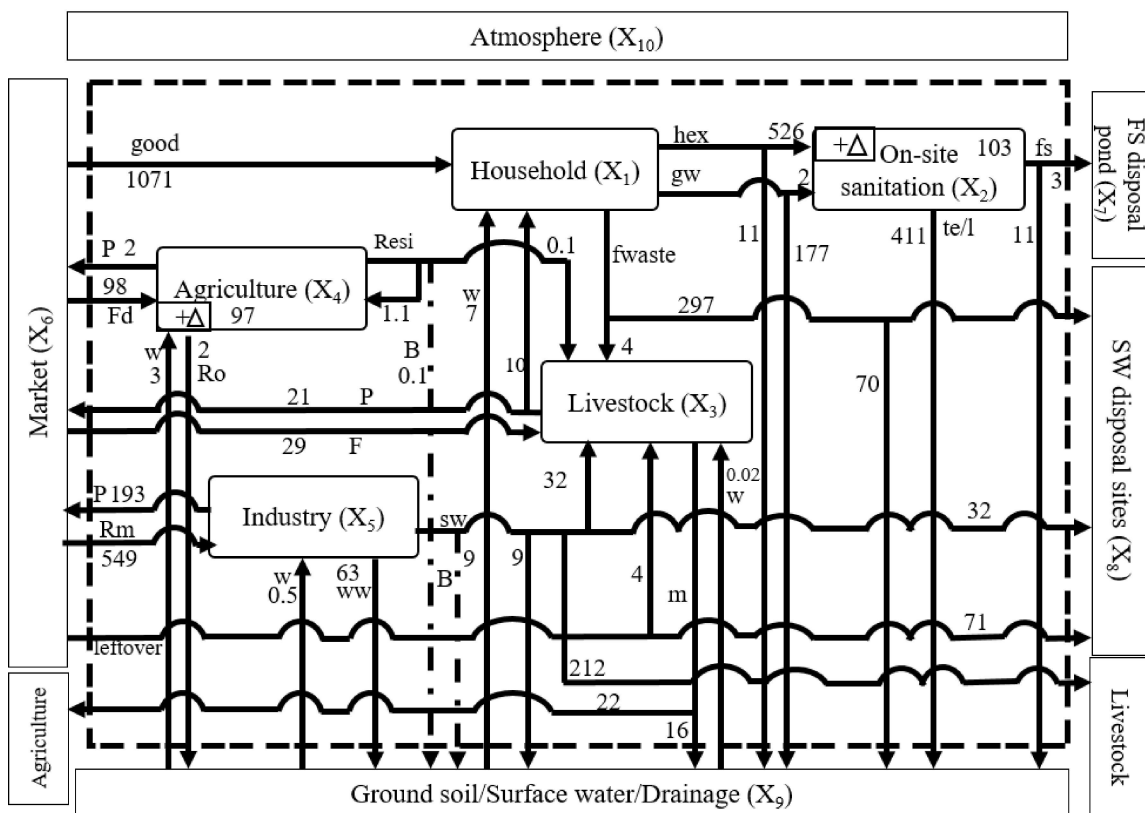 Atmosphere (X10)
good
1071
Household (X1)
hex
526
gw
2
+Δ
103
On-site
sanitation (X2)
fs
3
FS disposal
pond (X7)
P 2
98
Fd
Resi
Agriculture (X4)
+Δ
97
1.1
0.1
fwaste
11
177
411
te/l
11
w
7
297
w
3
2
Ro
B
0.1
10
4
70
Market (X6)
21
P
29
F
Livestock (X3)
SW disposal sites (X8)
P 193
Rm
549
Industry (X5)
sw
9
B
9
32
0.02
w
32
w
0.5
63
ww
4
m
leftover
71
212
22
16
Agriculture
Livestock
Ground soil/Surface water/Drainage (X9)